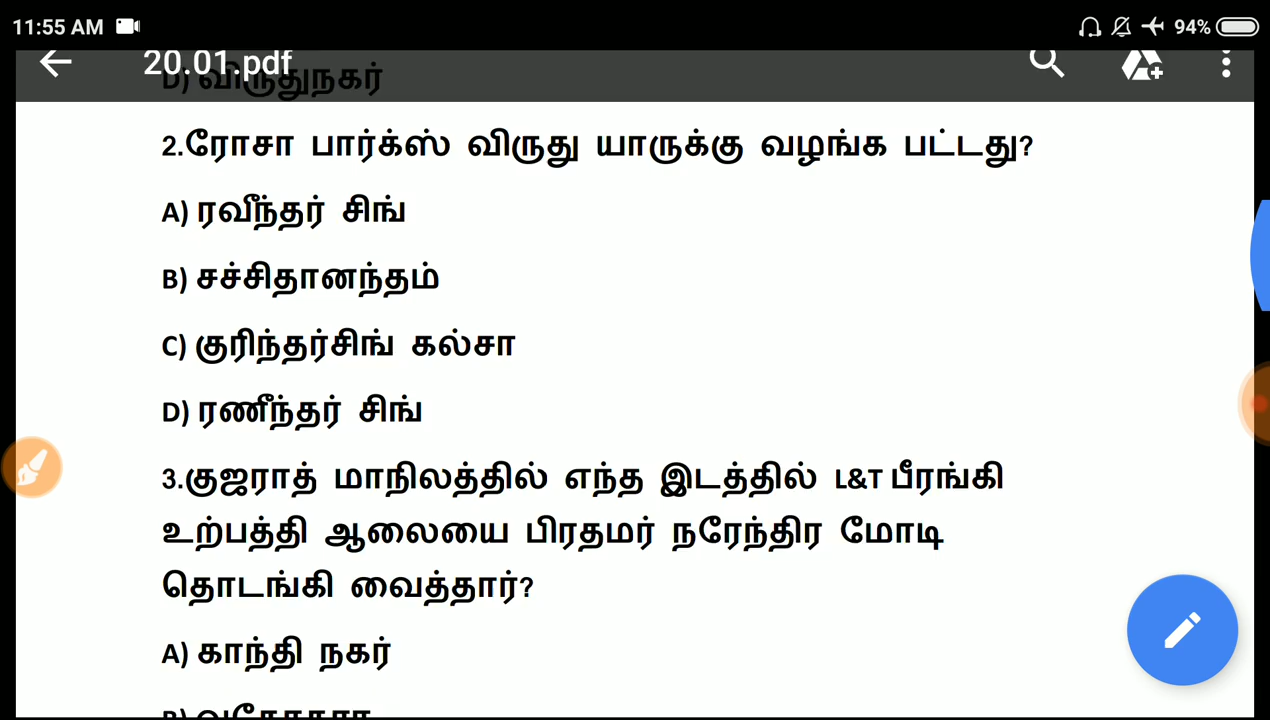 11:55 AM 94%
20.01.pdf
D) விருதுநகர்
2.ரோசா பார்க்ஸ் விருது யாருக்கு வழங்க பட்டது?
A) ரவீந்தர் சிங்
B) சச்சிதானந்தம்
C) குரிந்தர்சிங் கல்சா
D) ரணீந்தர் சிங்
3.குஜராத் மாநிலத்தில் எந்த இடத்தில் L&T பீரங்கி
உற்பத்தி ஆலையை பிரதமர் நரேந்திர மோடி
தொடங்கி வைத்தார்?
A) காந்தி நகர்